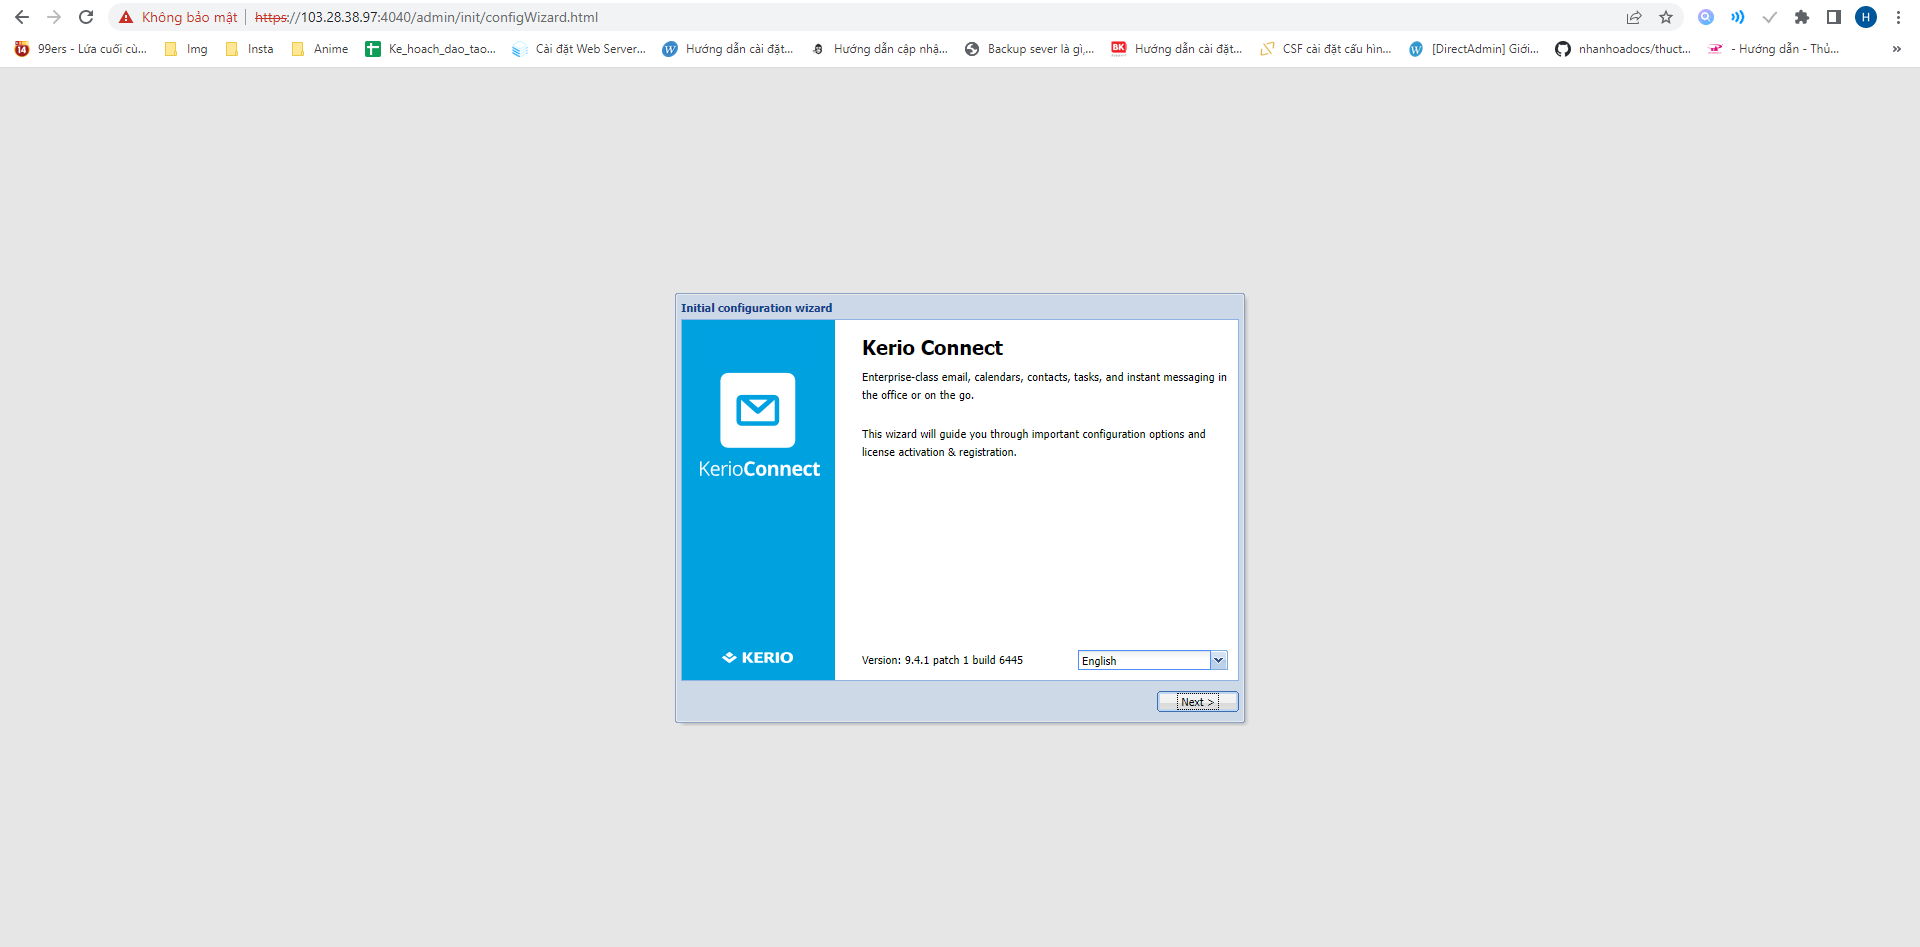 Không bảo mật
https://103.28.38.97:4040/admin/init/configWizard.html
H
14
99ers - Lứa cuối cù...
Img
Insta
Anime
Ke_hoach_dao_tao...
Cài đặt Web Server...
Hướng dẫn cài đặt...
Hướng dẫn cập nhậ...
Backup sever là gì,...
BK
Hướng dẫn cài đặt...
CSF cài đặt cấu hìn...
[DirectAdmin] Giới...
nhanhoadocs/thuct...
- Hướng dẫn - Thủ...
»
Initial configuration wizard
KerioConnect
KERIO
Kerio Connect
Enterprise-class email, calendars, contacts, tasks, and instant messaging in
the office or on the go.
This wizard will guide you through important configuration options and
license activation & registration.
Version: 9.4.1 patch 1 build 6445
English
Next >